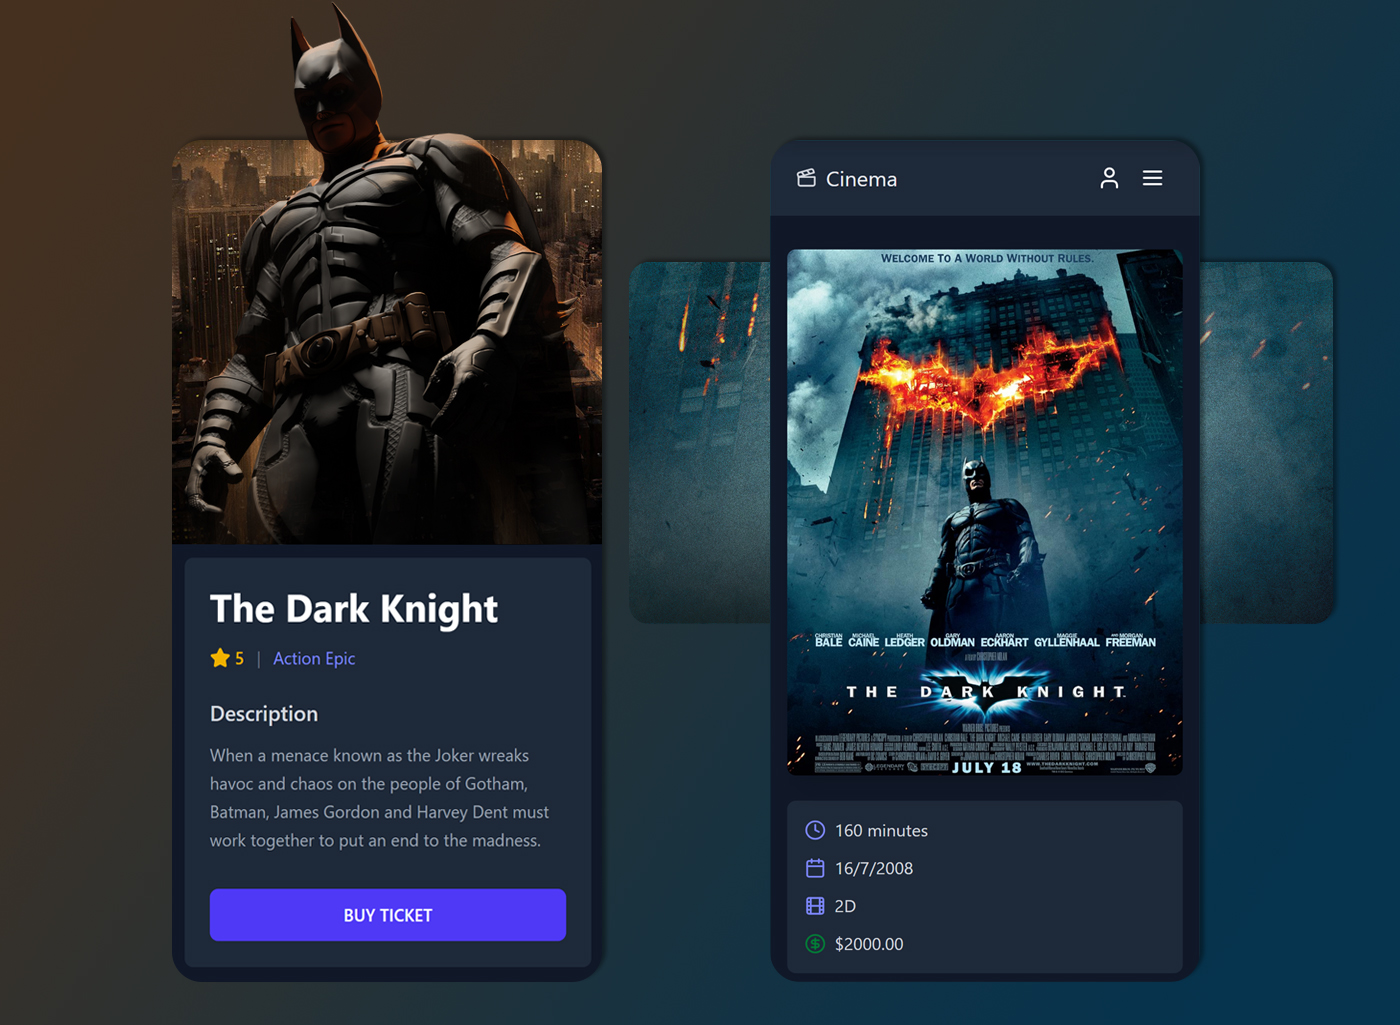 The Dark Knight
5 | Action Epic
Description
When a menace known as the Joker wreaks
havoc and chaos on the people of Gotham,
Batman, James Gordon and Harvey Dent must
work together to put an end to the madness.
BUY TICKET
Cinema
WELCOME TO A WORLD WITHOUT RULES.
CHRISTIAN BALE MICHAEL CAINE HEATH LEDGER GARY OLDMAN AARON ECKHART MAGGIE GYLLENHAAL AND MORGAN FREEMAN
THE DARK KNIGHT
JULY 18
160 minutes
16/7/2008
2D
$2000.00